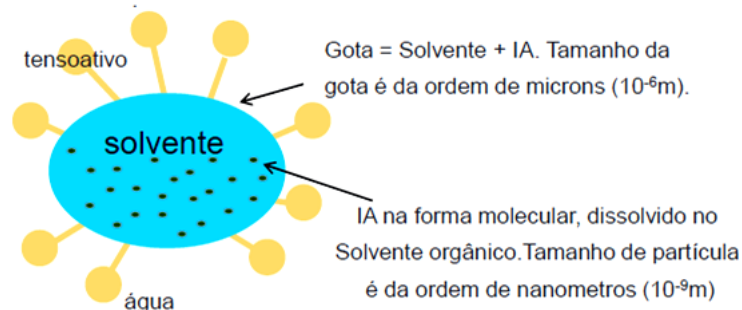 tensoativo
Gota = Solvente + IA. Tamanho da
gota é da ordem de microns (10⁻⁶m).
solvente
IA na forma molecular, dissolvido no
Solvente orgânico.Tamanho de partícula
é da ordem de nanometros (10⁻⁹m)
água